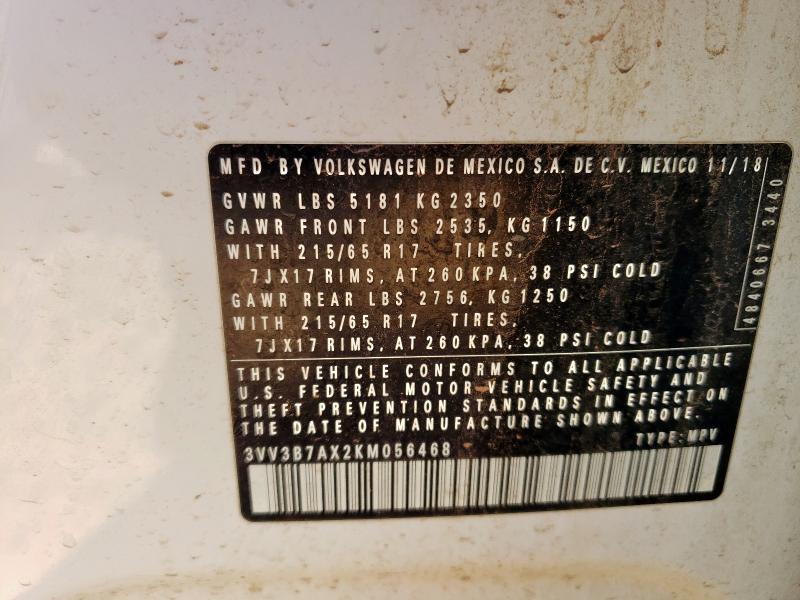 MFD BY VOLKSWAGEN DE MEXICO S.A. DE C.V. MEXICO 11/18
GVWR LBS 5181 KG 2350
GAWR FRONT LBS 2535, KG 1150
WITH 215/65 R17 TIRES,
7JX17 RIMS, AT 260 KPA, 38 PSI COLD
GAWR REAR LBS 2756, KG 1250
WITH 215/65 R17 TIRES,
7JX17 RIMS, AT 260 KPA, 38 PSI COLD
4840667 3440
THIS VEHICLE CONFORMS TO ALL APPLICABLE
U.S. FEDERAL MOTOR VEHICLE SAFETY AND
THEFT PREVENTION STANDARDS IN EFFECT ON
THE DATE OF MANUFACTURE SHOWN ABOVE.
3VV3B7AX2KM056468 TYPE: MPV